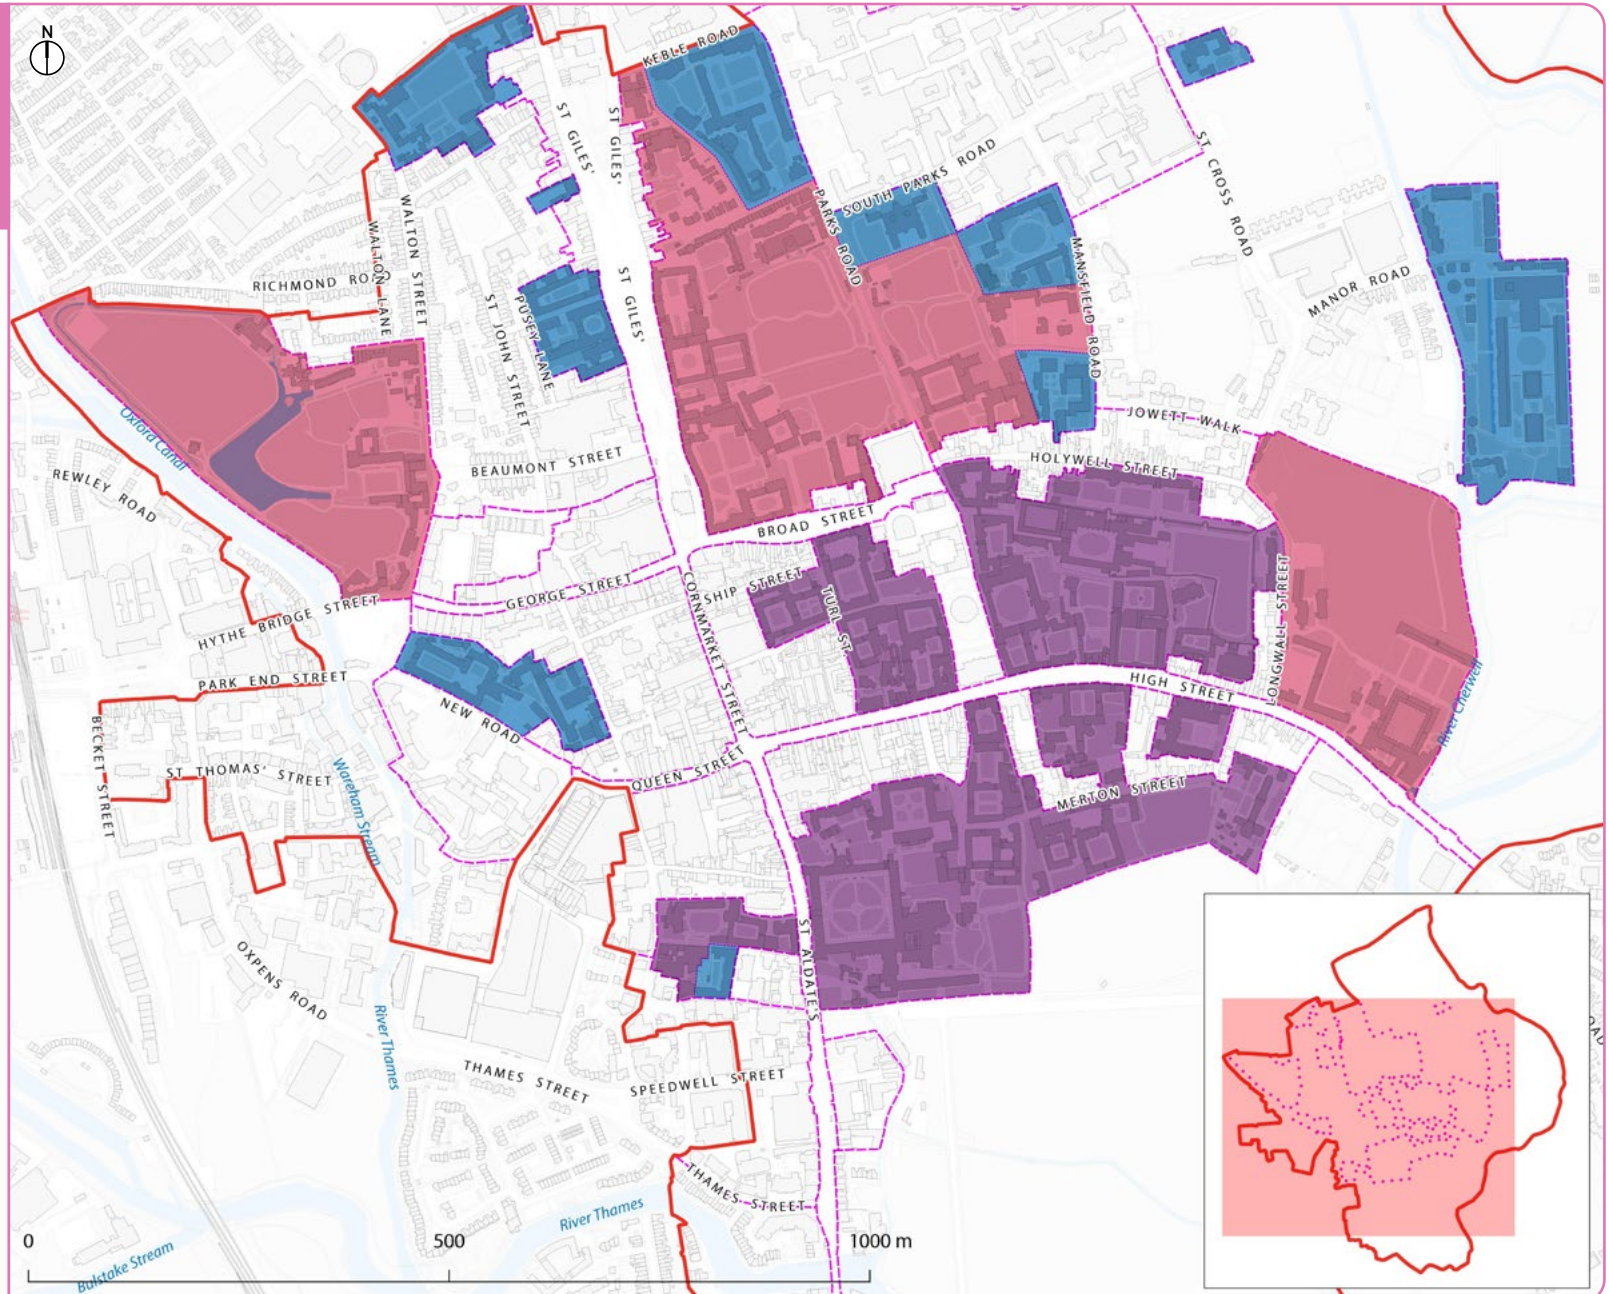 N
KEBLE ROAD
ST GILES'
ST GILES'
SOUTH PARKS ROAD
ST CROSS ROAD
WALTON STREET
WALTON LANE
PARKS ROAD
MANSFIELD ROAD
RICHMOND ROAD
ST GILES'
MANOR ROAD
PUSEY LANE
ST JOHN STREET
Oxford Canal
JOWETT WALK
BEAUMONT STREET
HOLYWELL STREET
REWLEY ROAD
BROAD STREET
SHIP STREET
GEORGE STREET
TURL ST
CORNMARKET STREET
LONGWALL STREET
HYTHE BRIDGE STREET
PARK END STREET
HIGH STREET
River Cherwell
NEW ROAD
BECKET STREET
QUEEN STREET
ST THOMAS' STREET
Wareham Stream
MERTON STREET
ST ALDATE'S
OXPENS ROAD
River Thames
THAMES STREET
SPEEDWELL STREET
THAMES STREET
River Thames
Bulstake Stream
0 500 1000 m